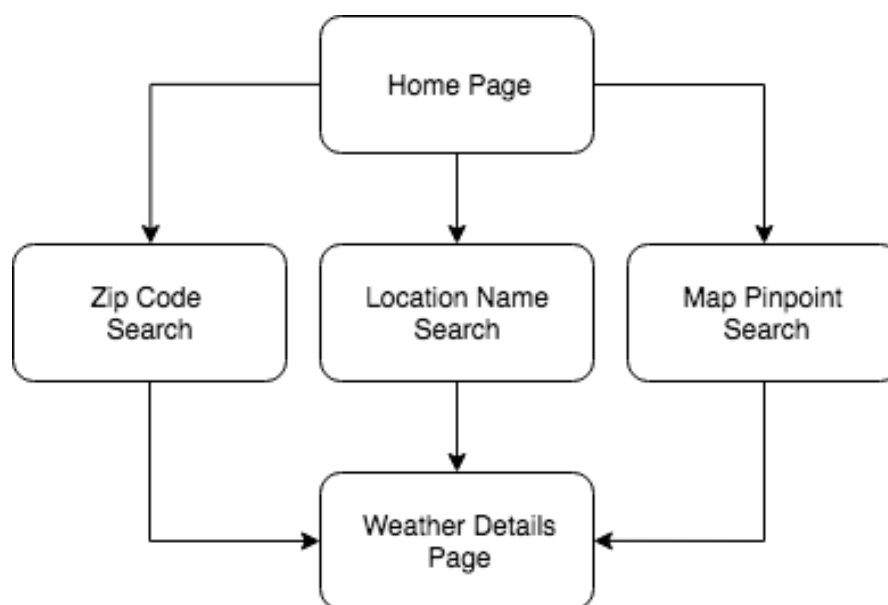 Home Page
Zip Code
Search
Location Name
Search
Map Pinpoint
Search
Weather Details
Page